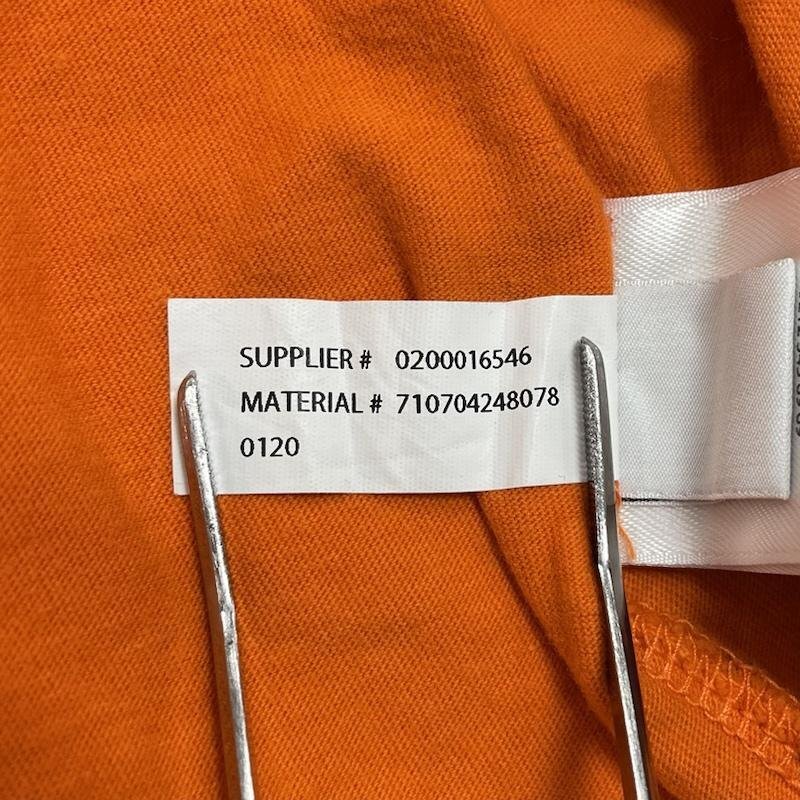 SUPPLIER # 0200016546
MATERIAL # 710704248078
0120